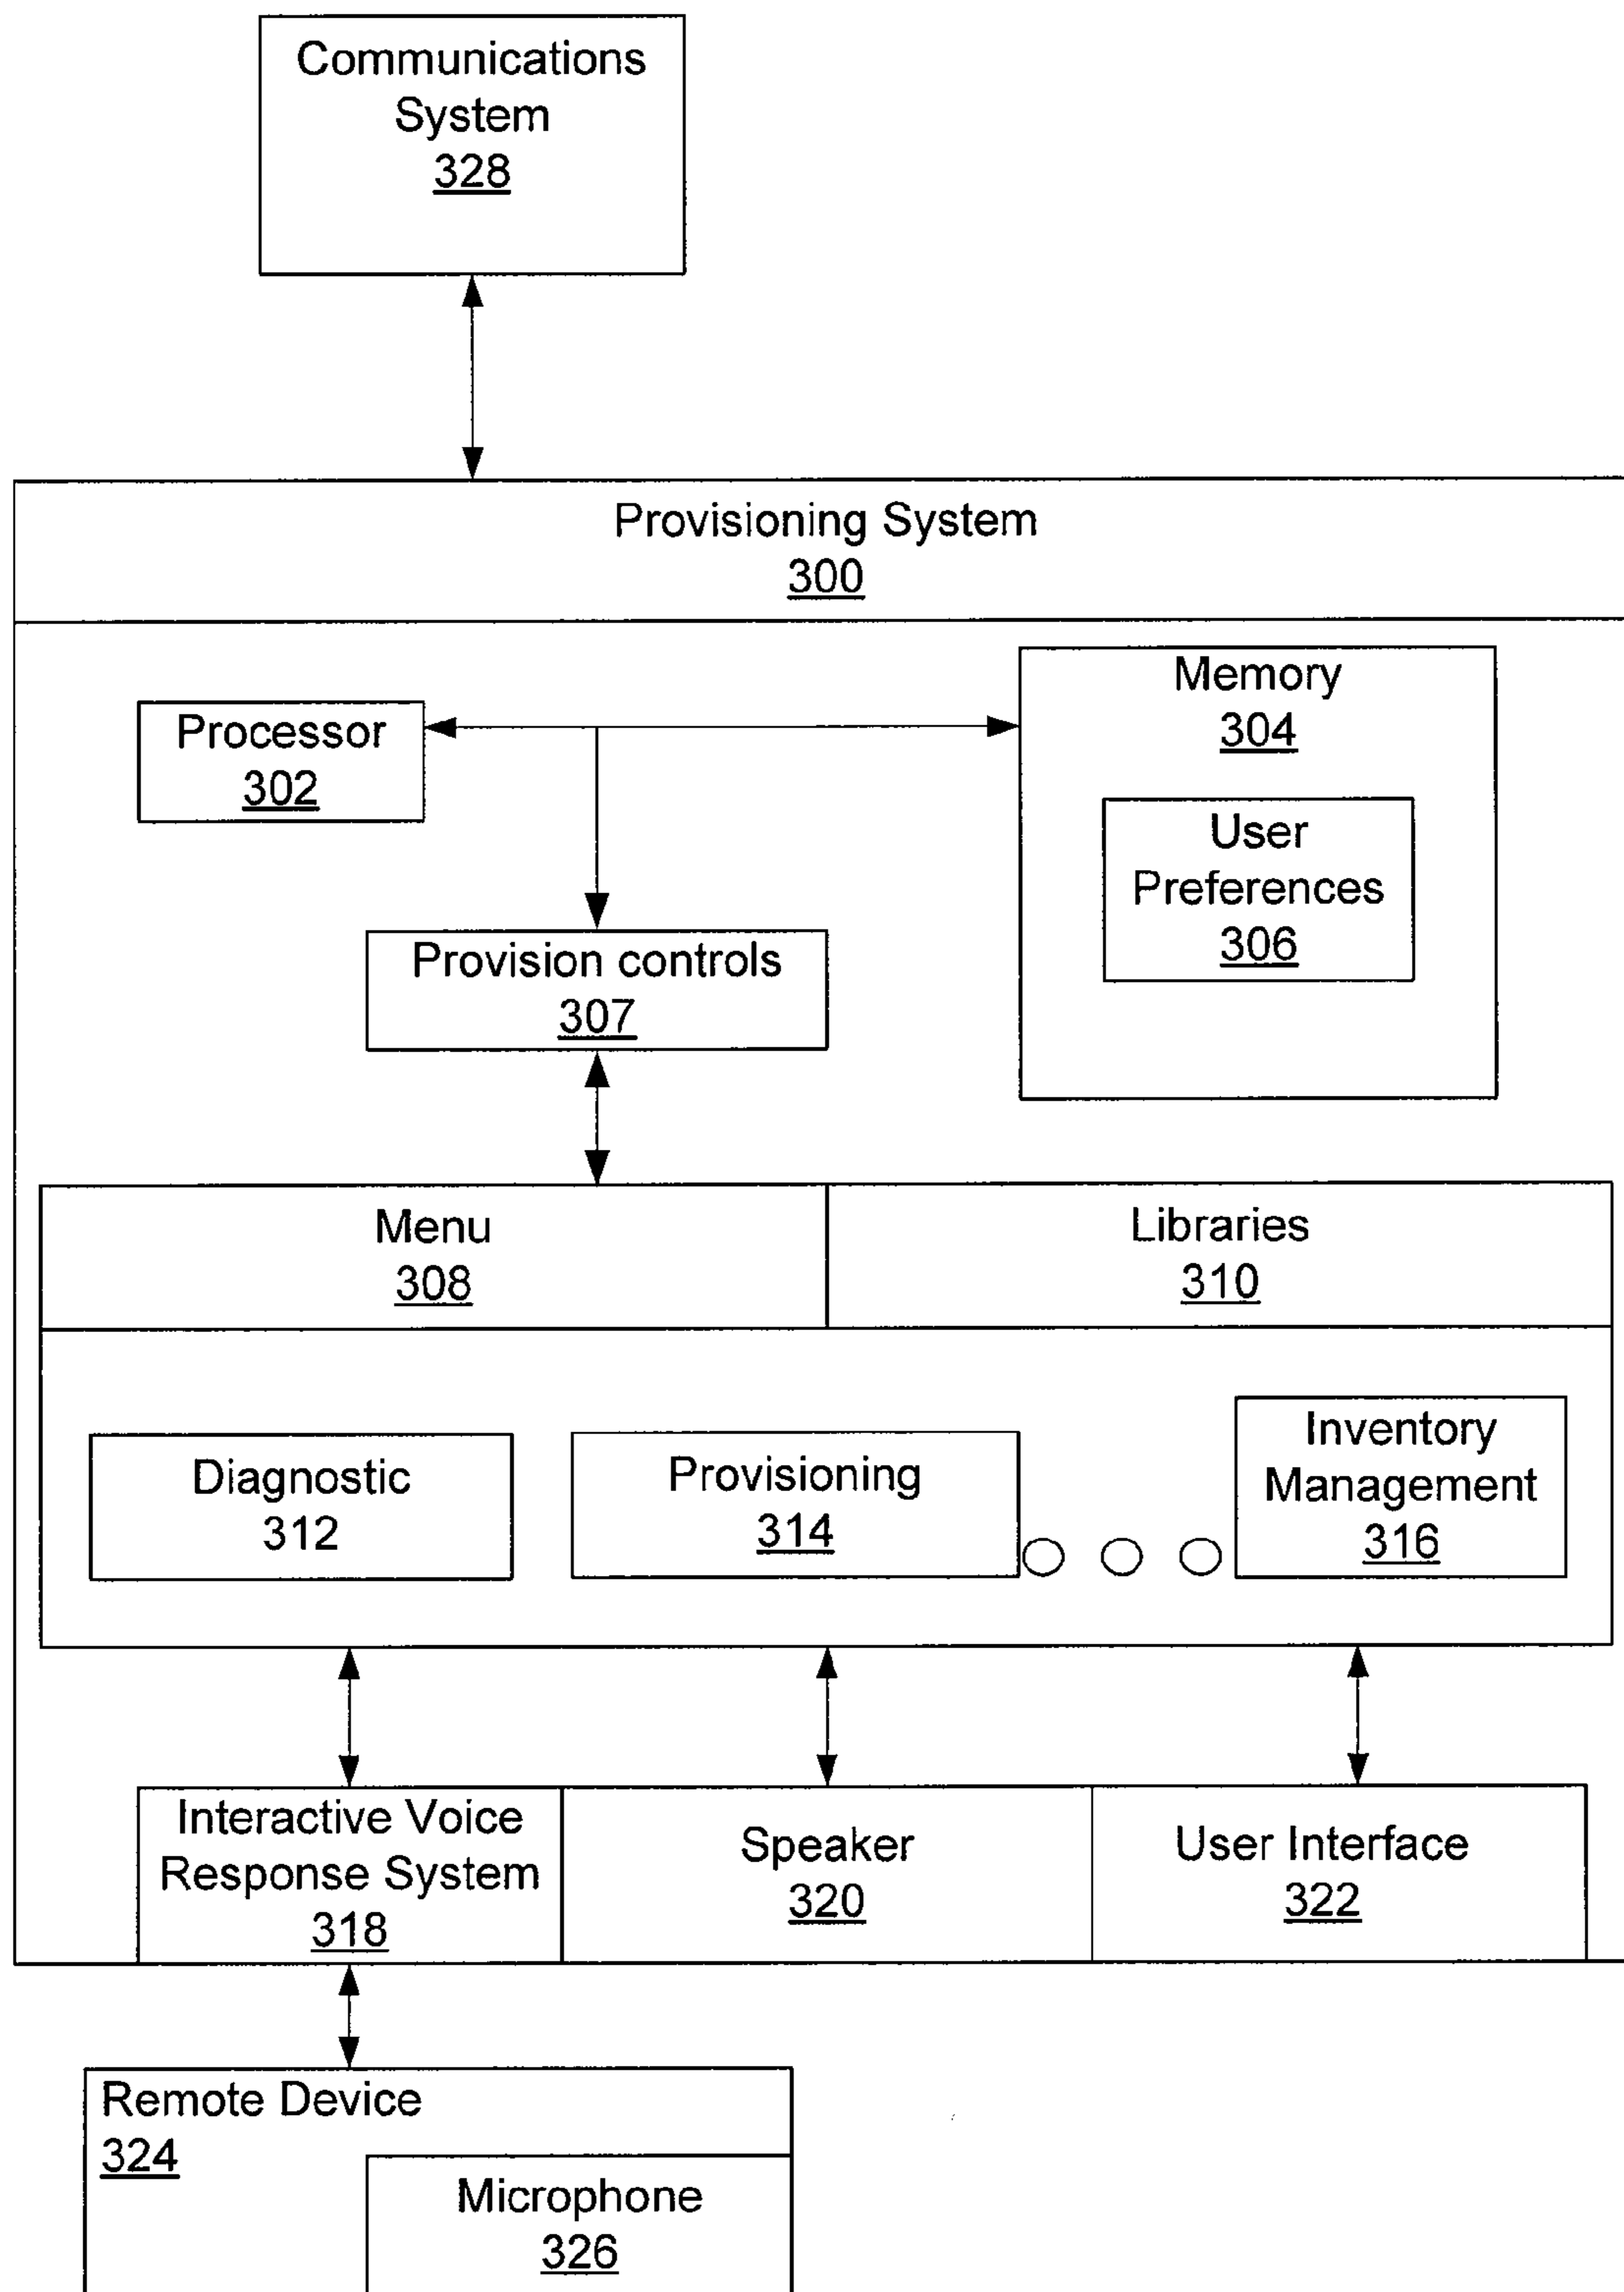 Communications
System
328
Provisioning System
300
Processor
302
Memory
304
User
Preferences
306
Provision controls
307
Menu
308
Libraries
310
Diagnostic
312
Provisioning
314
Inventory
Management
316
Interactive Voice
Response System
318
Speaker
320
User Interface
322
Remote Device
324
Microphone
326